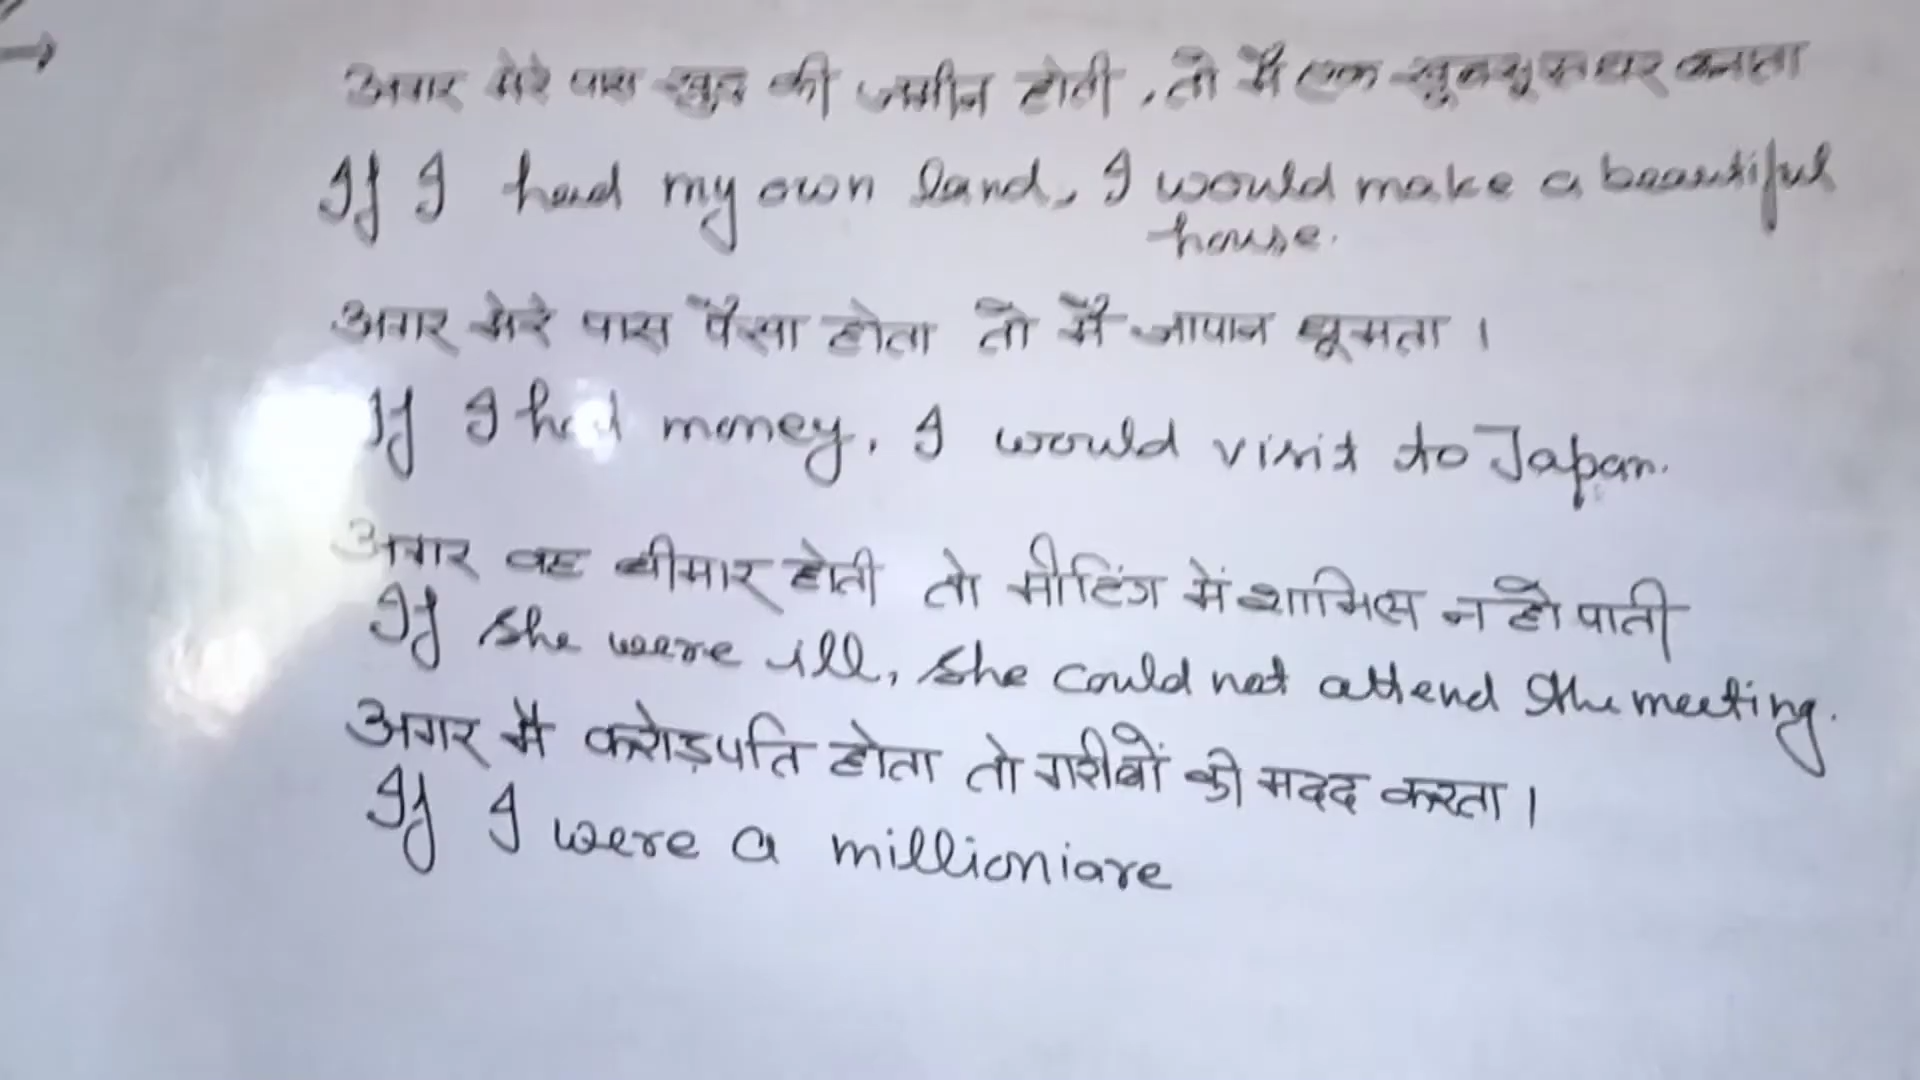 अगर मेरे पास खुद की जमीन होती, तो मैं एक खुबसुरत घर बनाता
If I had my own land, I would make a beautiful
house.
अगर मेरे पास पैसा होता तो मैं जापान घूमता।
If I had money, I would visit to Japan.
अगर वह बीमार होती तो मीटिंग में शामिल न हो पाती
If she were ill, she could not attend the meeting.
अगर मैं करोड़पति होता तो गरीबों की मदद करता।
If I were a millioniare